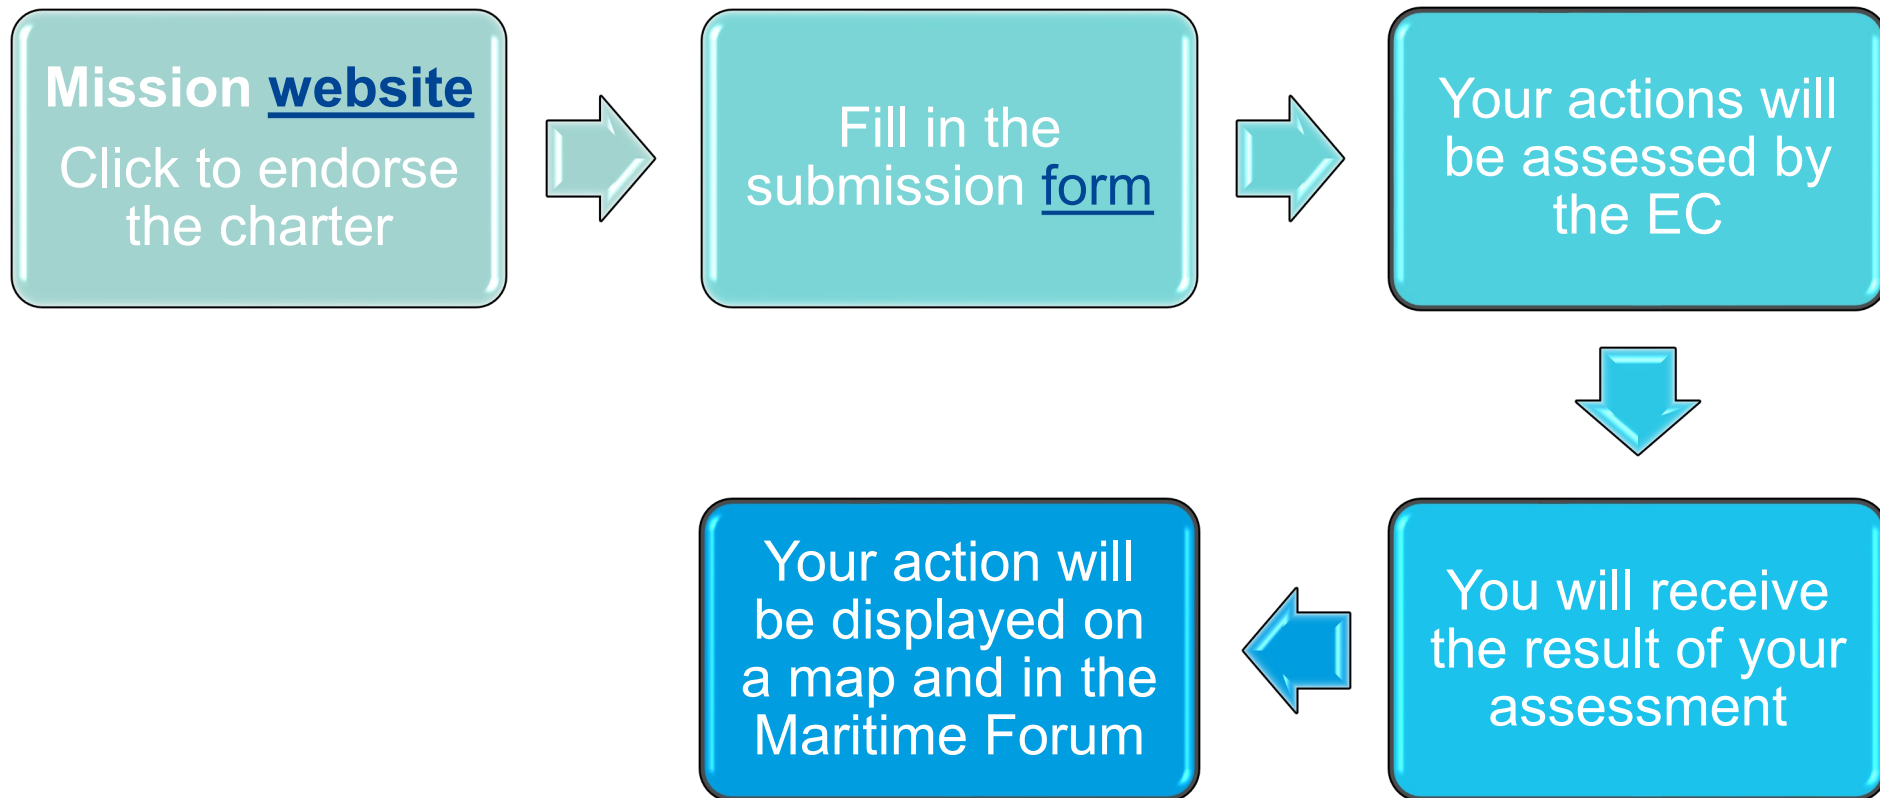 Mission website
Click to endorse
the charter
Fill in the
submission form
Your actions will
be assessed by
the EC
You will receive
the result of your
assessment
Your action will
be displayed on
a map and in the
Maritime Forum